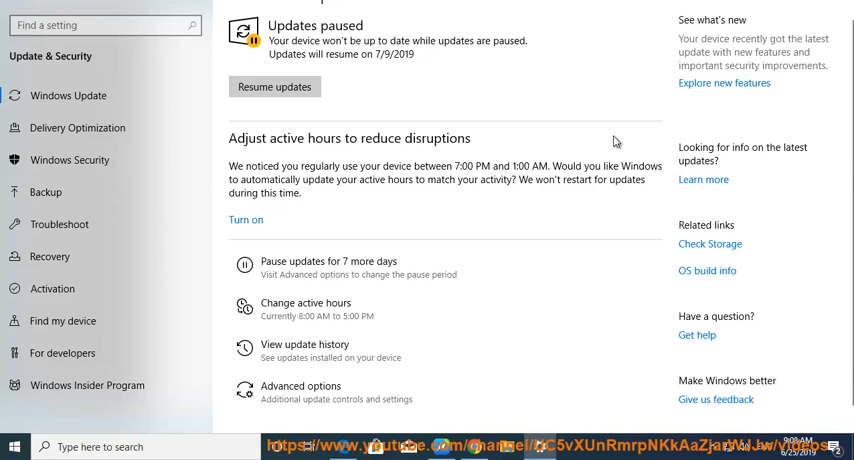 Find a setting
Update & Security
Windows Update
Delivery Optimization
Windows Security
Backup
Troubleshoot
Recovery
Activation
Find my device
For developers
Windows Insider Program
Updates paused
Your device won't be up to date while updates are paused.
Updates will resume on 7/9/2019
Resume updates
Adjust active hours to reduce disruptions
We noticed you regularly use your device between 7:00 PM and 1:00 AM. Would you like Windows
to automatically update your active hours to match your activity? We won't restart for updates
during this time.
Turn on
Pause updates for 7 more days
Visit Advanced options to change the pause period
Change active hours
Currently 8:00 AM to 5:00 PM
View update history
See updates installed on your device
Advanced options
Additional update controls and settings
See what's new
Your device recently got the latest
update with new features and
important security improvements.
Explore new features
Looking for info on the latest
updates?
Learn more
Related links
Check Storage
OS build info
Have a question?
Get help
Make Windows better
Give us feedback
Type here to search
9:08 AM
6/25/2019
2